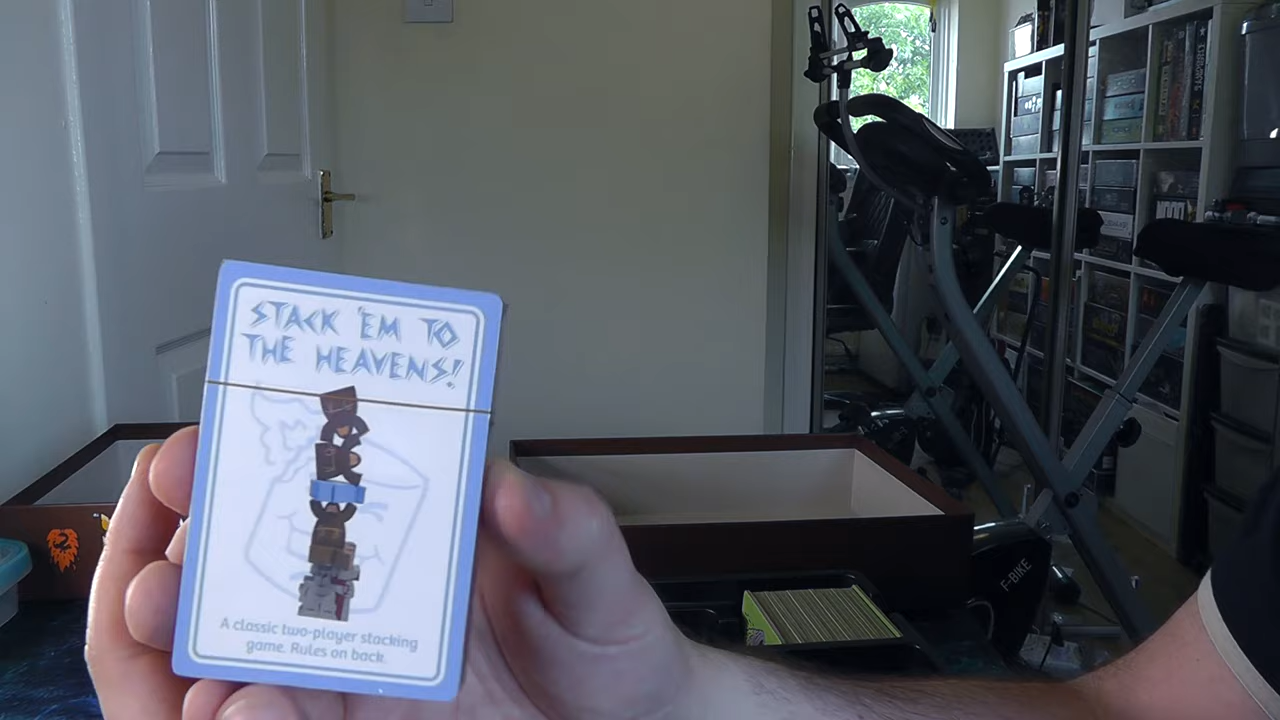 STACK 'EM TO
THE HEAVENS!
A classic two-player stacking
game. Rules on back.
F-BIKE